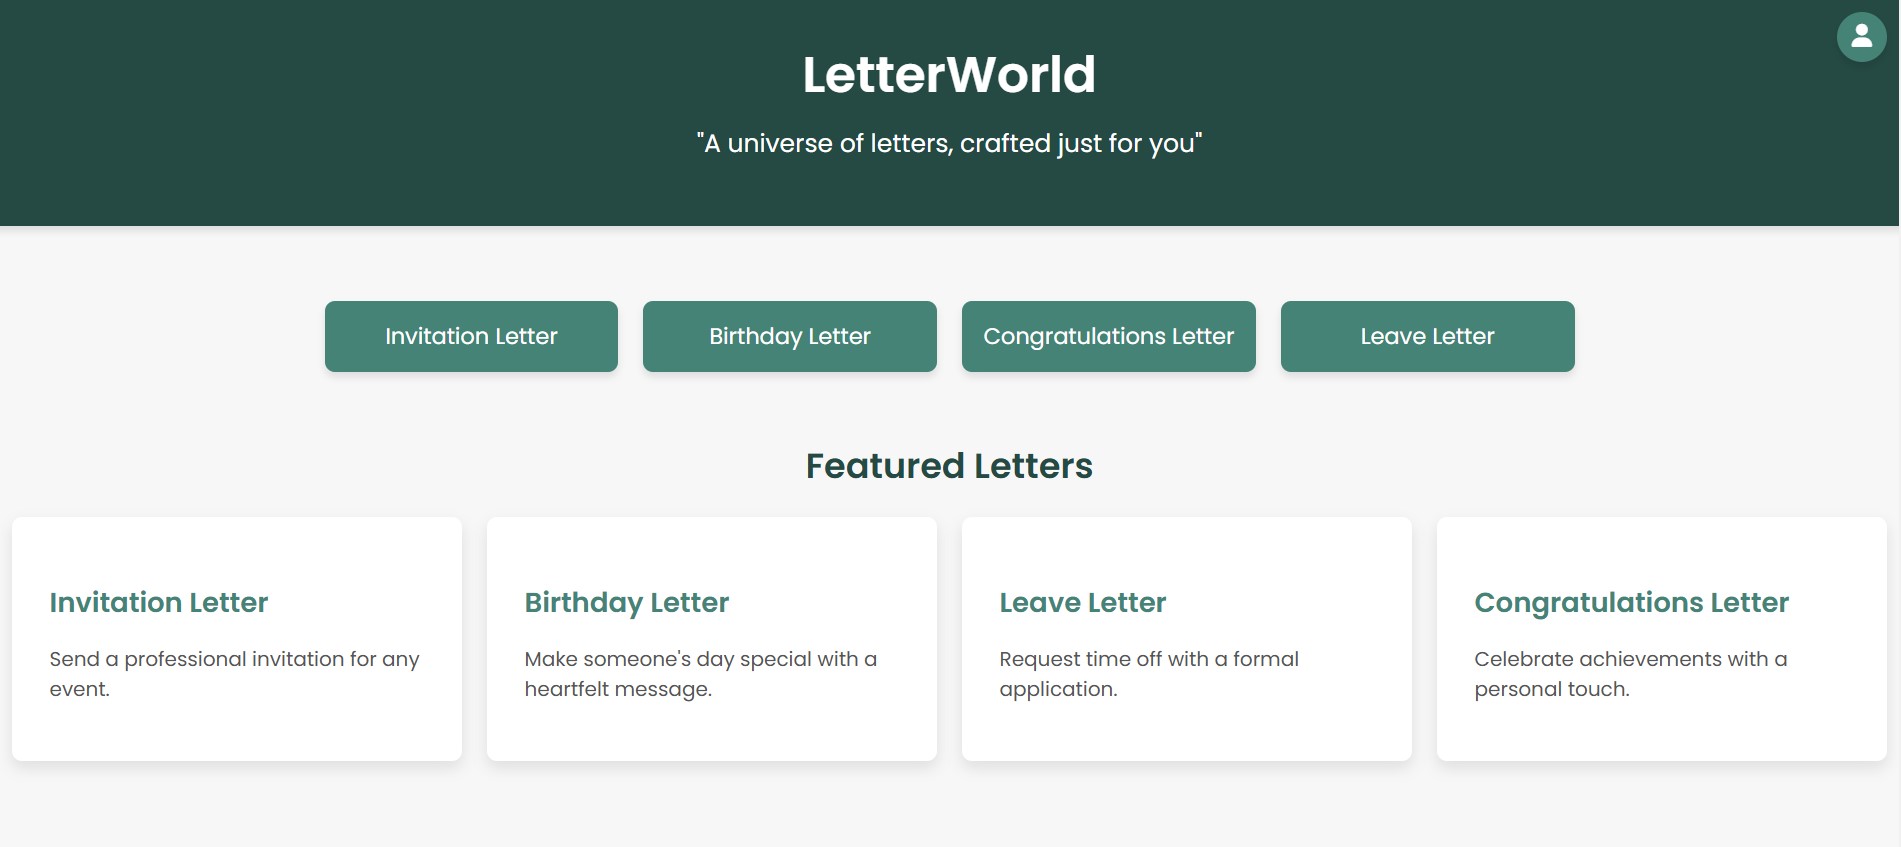 LetterWorld
"A universe of letters, crafted just for you"
Invitation Letter
Birthday Letter
Congratulations Letter
Leave Letter
Featured Letters
Invitation Letter
Send a professional invitation for any
event.
Birthday Letter
Make someone's day special with a
heartfelt message.
Leave Letter
Request time off with a formal
application.
Congratulations Letter
Celebrate achievements with a
personal touch.